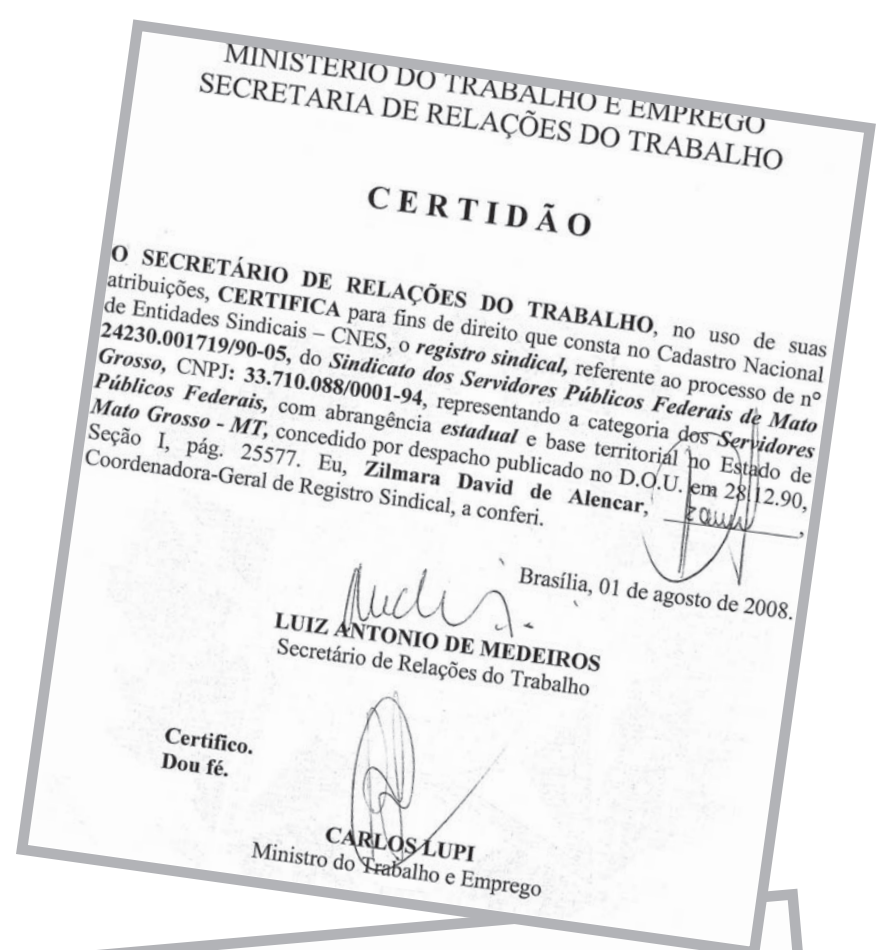 MINISTÉRIO DO TRABALHO E EMPREGO
SECRETARIA DE RELAÇÕES DO TRABALHO
CERTIDÃO
O SECRETÁRIO DE RELAÇÕES DO TRABALHO, no uso de suas
atribuições, CERTIFICA para fins de direito que consta no Cadastro Nacional
de Entidades Sindicais – CNES, o registro sindical, referente ao processo de nº
24230.001719/90-05, do Sindicato dos Servidores Públicos Federais de Mato
Grosso, CNPJ: 33.710.088/0001-94, representando a categoria dos Servidores
Públicos Federais, com abrangência estadual e base territorial no Estado de
Mato Grosso - MT, concedido por despacho publicado no D.O.U. em 28.12.90,
Seção I, pág. 25577. Eu, Zilmara David de Alencar, ,
Coordenadora-Geral de Registro Sindical, a conferi.
Brasília, 01 de agosto de 2008.
LUIZ ANTONIO DE MEDEIROS
Secretário de Relações do Trabalho
Certifico.
Dou fé.
CARLOS LUPI
Ministro do Trabalho e Emprego